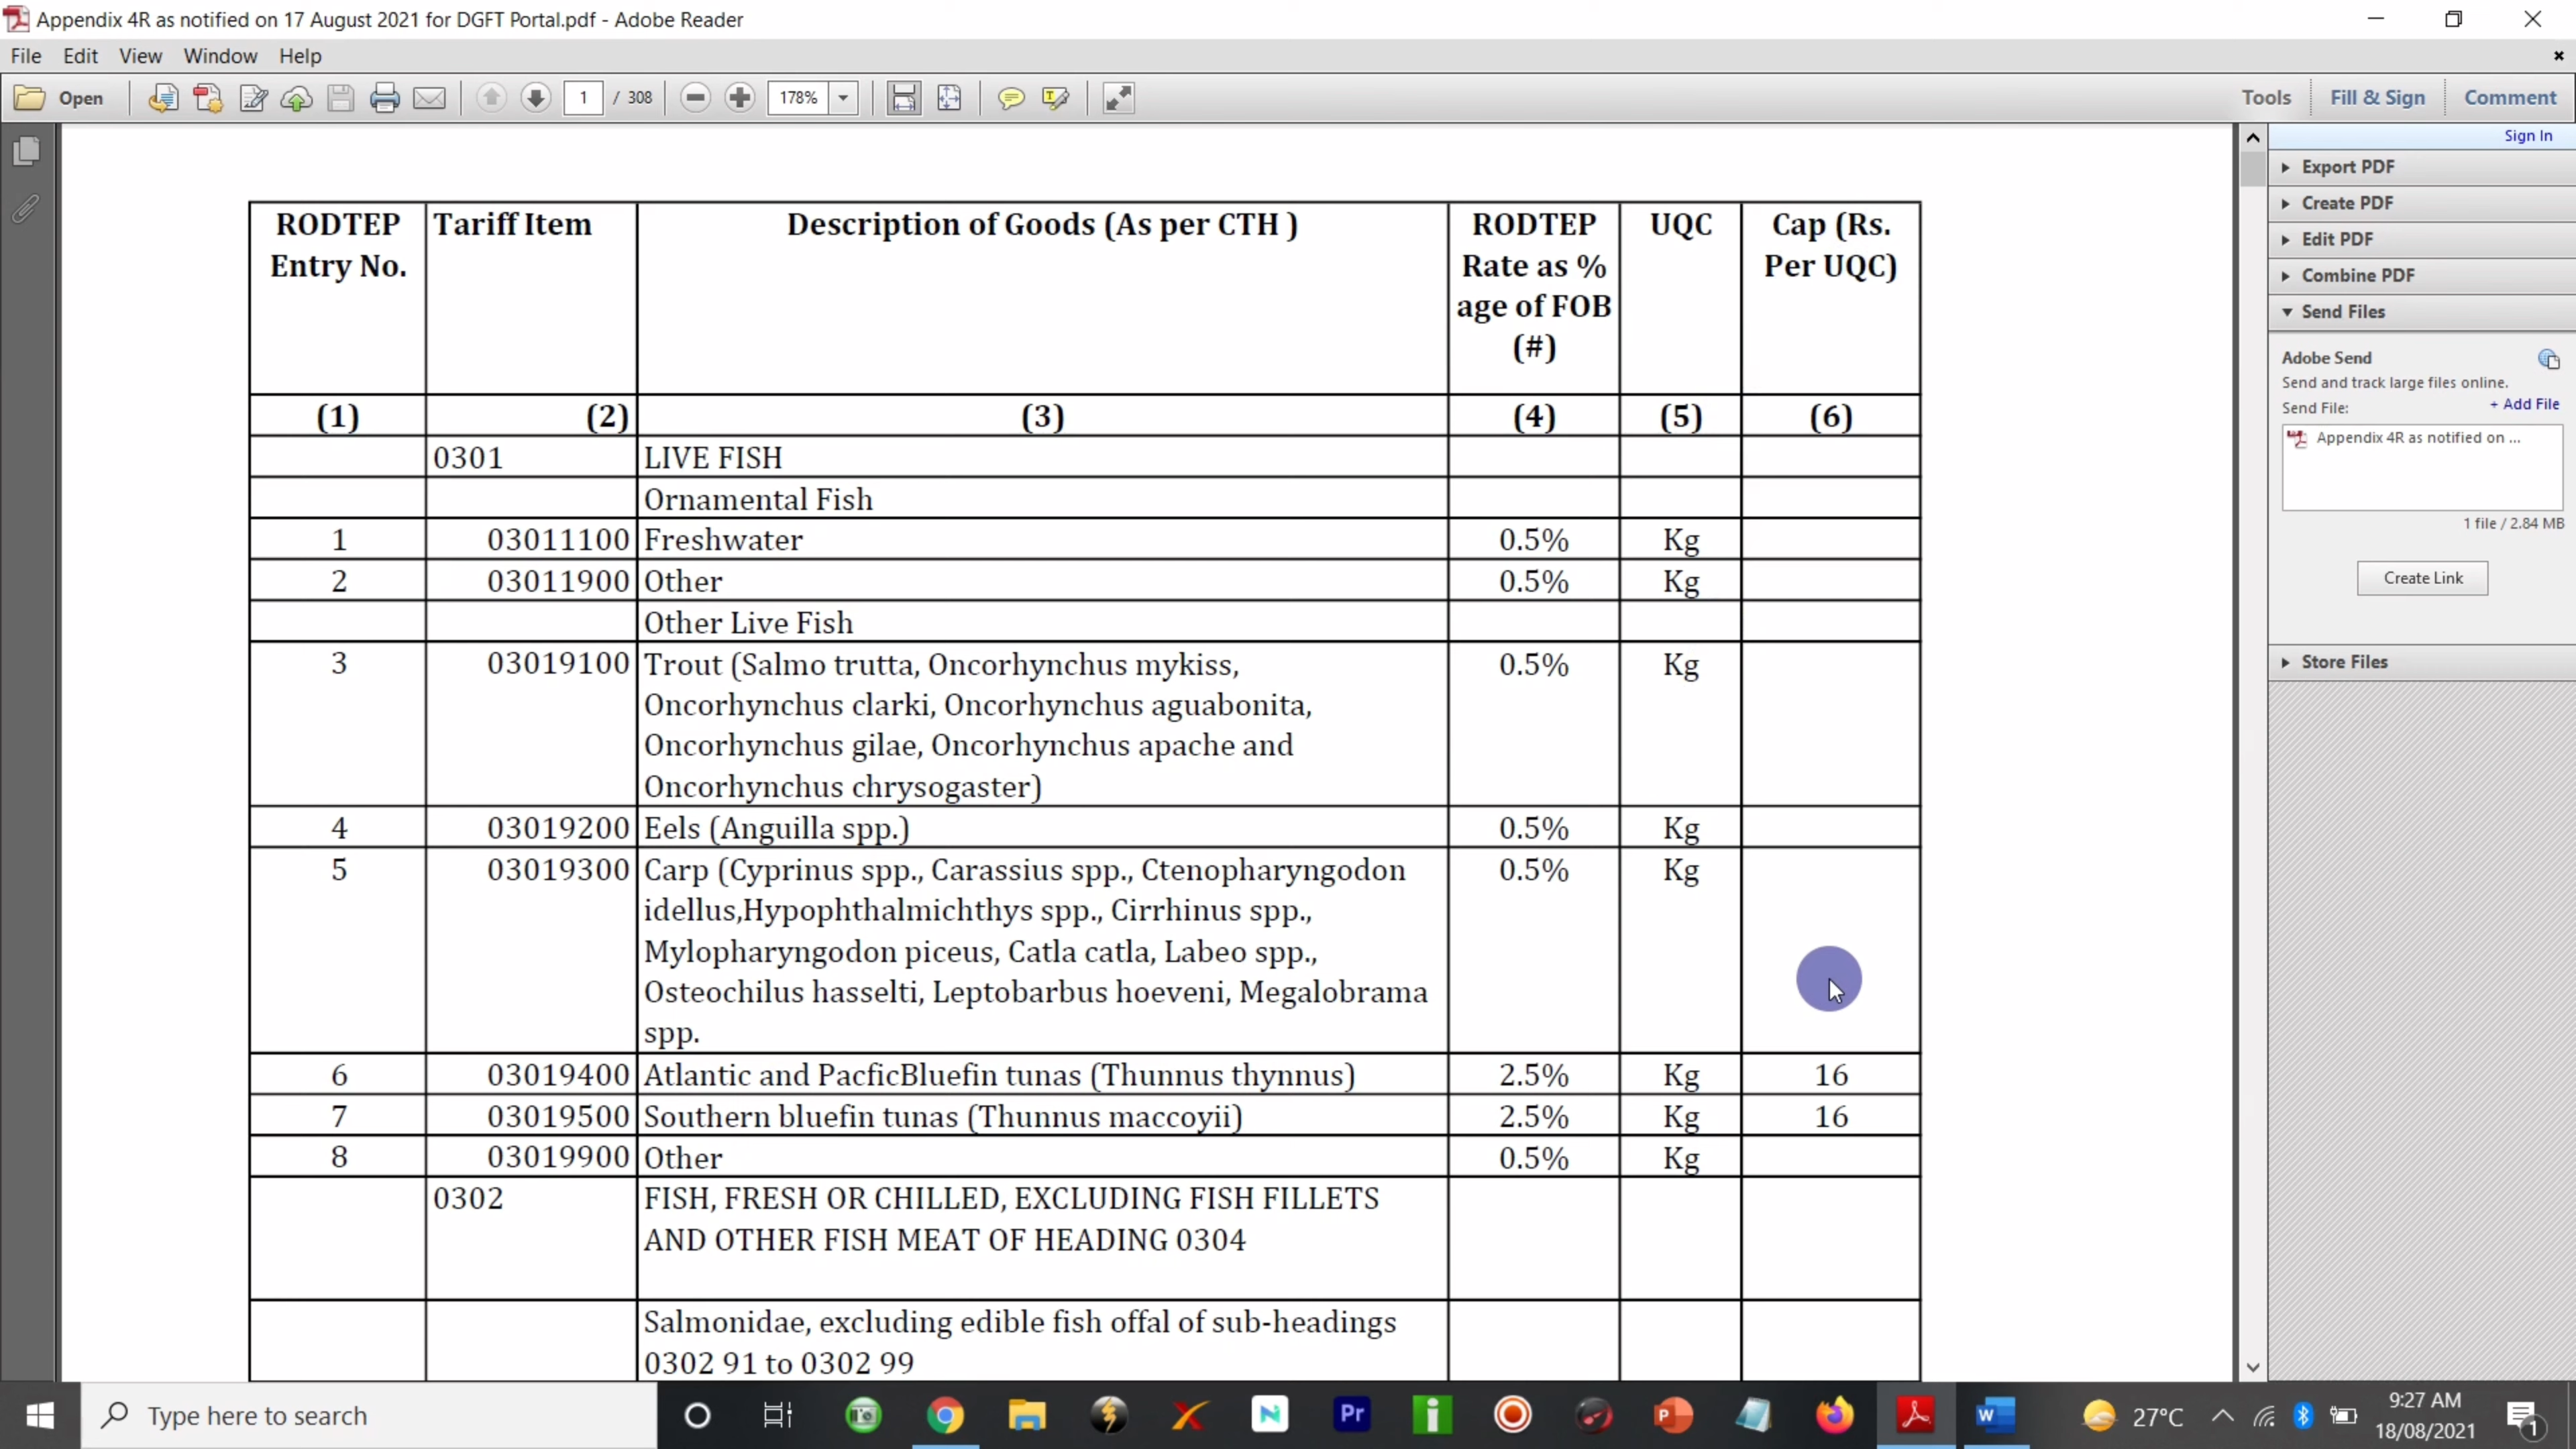 Appendix 4R as notified on 17 August 2021 for DGFT Portal.pdf - Adobe Reader
File Edit View Window Help
Open 1 / 308 178% Tools Fill & Sign Comment
Sign In
Export PDF
Create PDF
Edit PDF
Combine PDF
Send Files
Adobe Send
Send and track large files online.
Send File: + Add File
Appendix 4R as notified on ...
1 file / 2.84 MB
Create Link
Store Files
RODTEP Entry No. Tariff Item Description of Goods (As per CTH ) RODTEP Rate as % age of FOB (#) UQC Cap (Rs. Per UQC)
(1) (2) (3) (4) (5) (6)
0301 LIVE FISH
Ornamental Fish
1 03011100 Freshwater 0.5% Kg
2 03011900 Other 0.5% Kg
Other Live Fish
3 03019100 Trout (Salmo trutta, Oncorhynchus mykiss, 0.5% Kg
Oncorhynchus clarki, Oncorhynchus aguabonita,
Oncorhynchus gilae, Oncorhynchus apache and
Oncorhynchus chrysogaster)
4 03019200 Eels (Anguilla spp.) 0.5% Kg
5 03019300 Carp (Cyprinus spp., Carassius spp., Ctenopharyngodon 0.5% Kg
idellus,Hypophthalmichthys spp., Cirrhinus spp.,
Mylopharyngodon piceus, Catla catla, Labeo spp.,
Osteochilus hasselti, Leptobarbus hoeveni, Megalobrama
spp.
6 03019400 Atlantic and PacficBluefin tunas (Thunnus thynnus) 2.5% Kg 16
7 03019500 Southern bluefin tunas (Thunnus maccoyii) 2.5% Kg 16
8 03019900 Other 0.5% Kg
0302 FISH, FRESH OR CHILLED, EXCLUDING FISH FILLETS
AND OTHER FISH MEAT OF HEADING 0304
Salmonidae, excluding edible fish offal of sub-headings
0302 91 to 0302 99
Type here to search
Pr
27°C
9:27 AM
18/08/2021
1